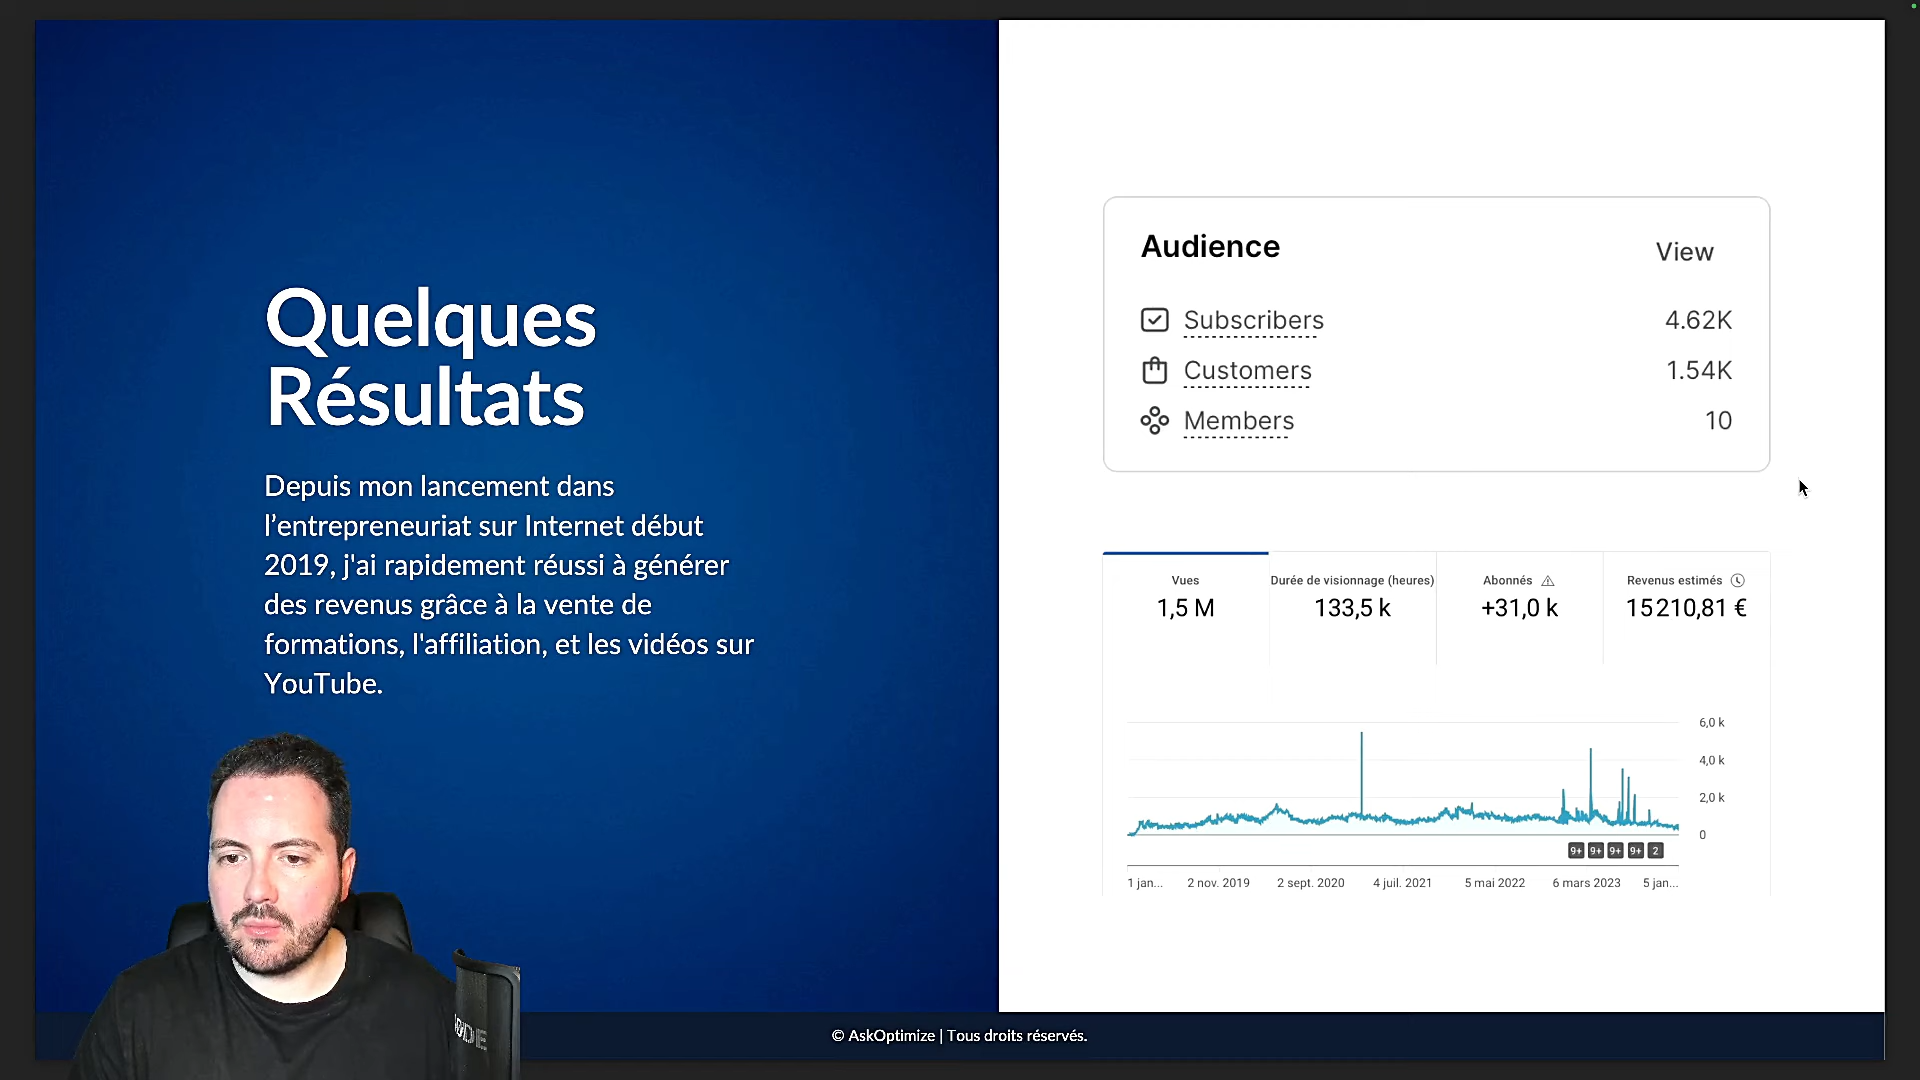 Quelques
Résultats
Depuis mon lancement dans
l’entrepreneuriat sur Internet début
2019, j'ai rapidement réussi à générer
des revenus grâce à la vente de
formations, l'affiliation, et les vidéos sur
YouTube.
Audience
View
Subscribers 4.62K
Customers 1.54K
Members 10
Vues
1,5 M
Durée de visionnage (heures)
133,5 k
Abonnés
+31,0 k
Revenus estimés
15 210,81 €
6,0 k
4,0 k
2,0 k
0
9+ 9+ 9+ 9+ 2
1 jan... 2 nov. 2019 2 sept. 2020 4 juil. 2021 5 mai 2022 6 mars 2023 5 jan...
© AskOptimize | Tous droits réservés.